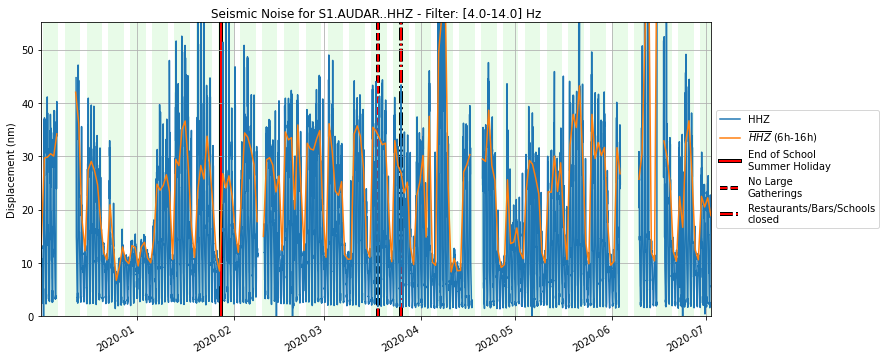 Seismic Noise for S1.AUDAR..HHZ - Filter: [4.0-14.0] Hz
Displacement (nm)
50
40
30
20
10
0
2020-01
2020-02
2020-03
2020-04
2020-05
2020-06
2020-07
HHZ
HHZ (6h-16h)
End of School
Summer Holiday
No Large
Gatherings
Restaurants/Bars/Schools
closed